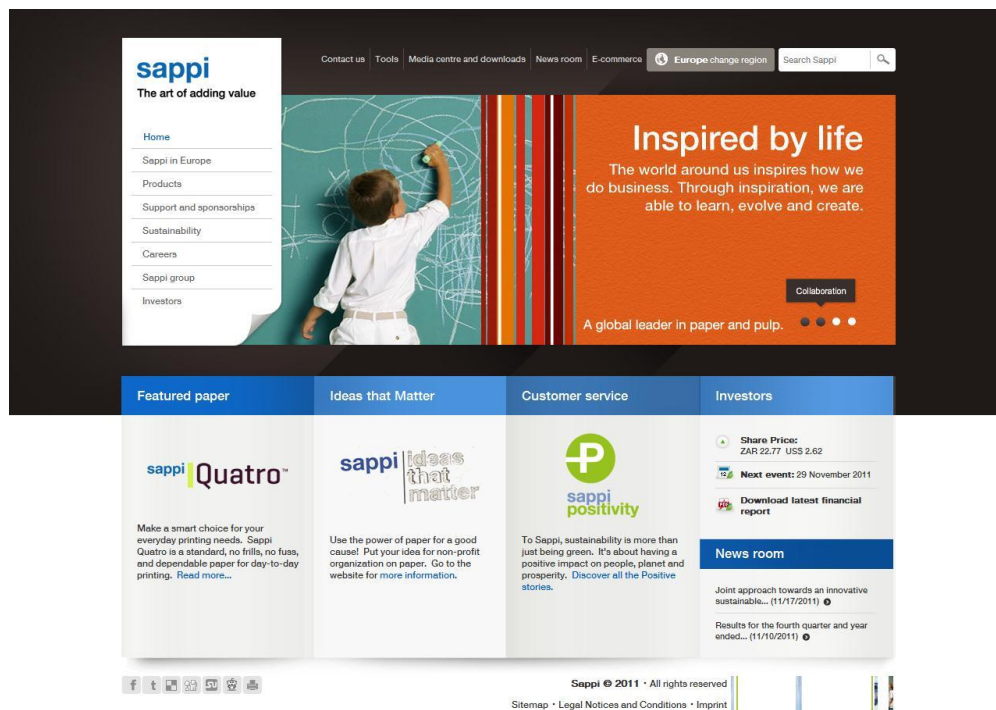 sappi
The art of adding value
Contact us
Tools
Media centre and downloads
News room
E-commerce
Europe change region
Search Sappi
Home
Sappi in Europe
Products
Support and sponsorships
Sustainability
Careers
Sappi group
Investors
Inspired by life
The world around us inspires how we
do business. Through inspiration, we are
able to learn, evolve and create.
Collaboration
A global leader in paper and pulp.
Featured paper
sappi Quatro™
Make a smart choice for your
everyday printing needs. Sappi
Quatro is a standard, no frills, no fuss,
and dependable paper for day-to-day
printing. Read more...
Ideas that Matter
sappi ideas
that
matter
Use the power of paper for a good
cause! Put your idea for non-profit
organization on paper. Go to the
website for more information.
Customer service
P
sappi
positivity
To Sappi, sustainability is more than
just being green. It's about having a
positive impact on people, planet and
prosperity. Discover all the Positive
stories.
Investors
Share Price:
ZAR 22.77 US$ 2.62
Next event: 29 November 2011
Download latest financial
report
News room
Joint approach towards an innovative
sustainable... (11/17/2011)
Results for the fourth quarter and year
ended... (11/10/2011)
f t
Sappi © 2011 · All rights reserved
Sitemap · Legal Notices and Conditions · Imprint